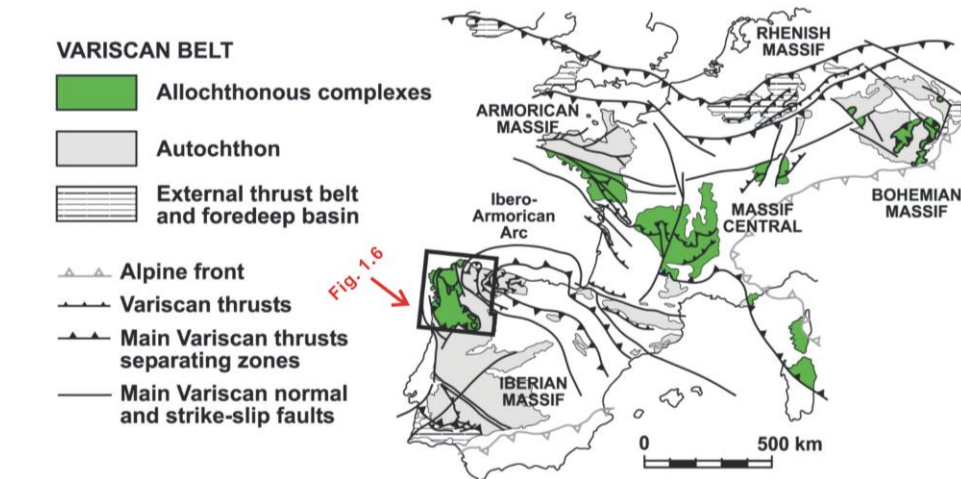 VARISCAN BELT
Allochthonous complexes
Autochthon
External thrust belt
and foredeep basin
Alpine front
Variscan thrusts
Main Variscan thrusts
separating zones
Main Variscan normal
and strike-slip faults
RHENISH
MASSIF
ARMORICAN
MASSIF
Ibero-
Armorican
Arc
MASSIF
CENTRAL
BOHEMIAN
MASSIF
Fig. 1.6
IBERIAN
MASSIF
0 500 km